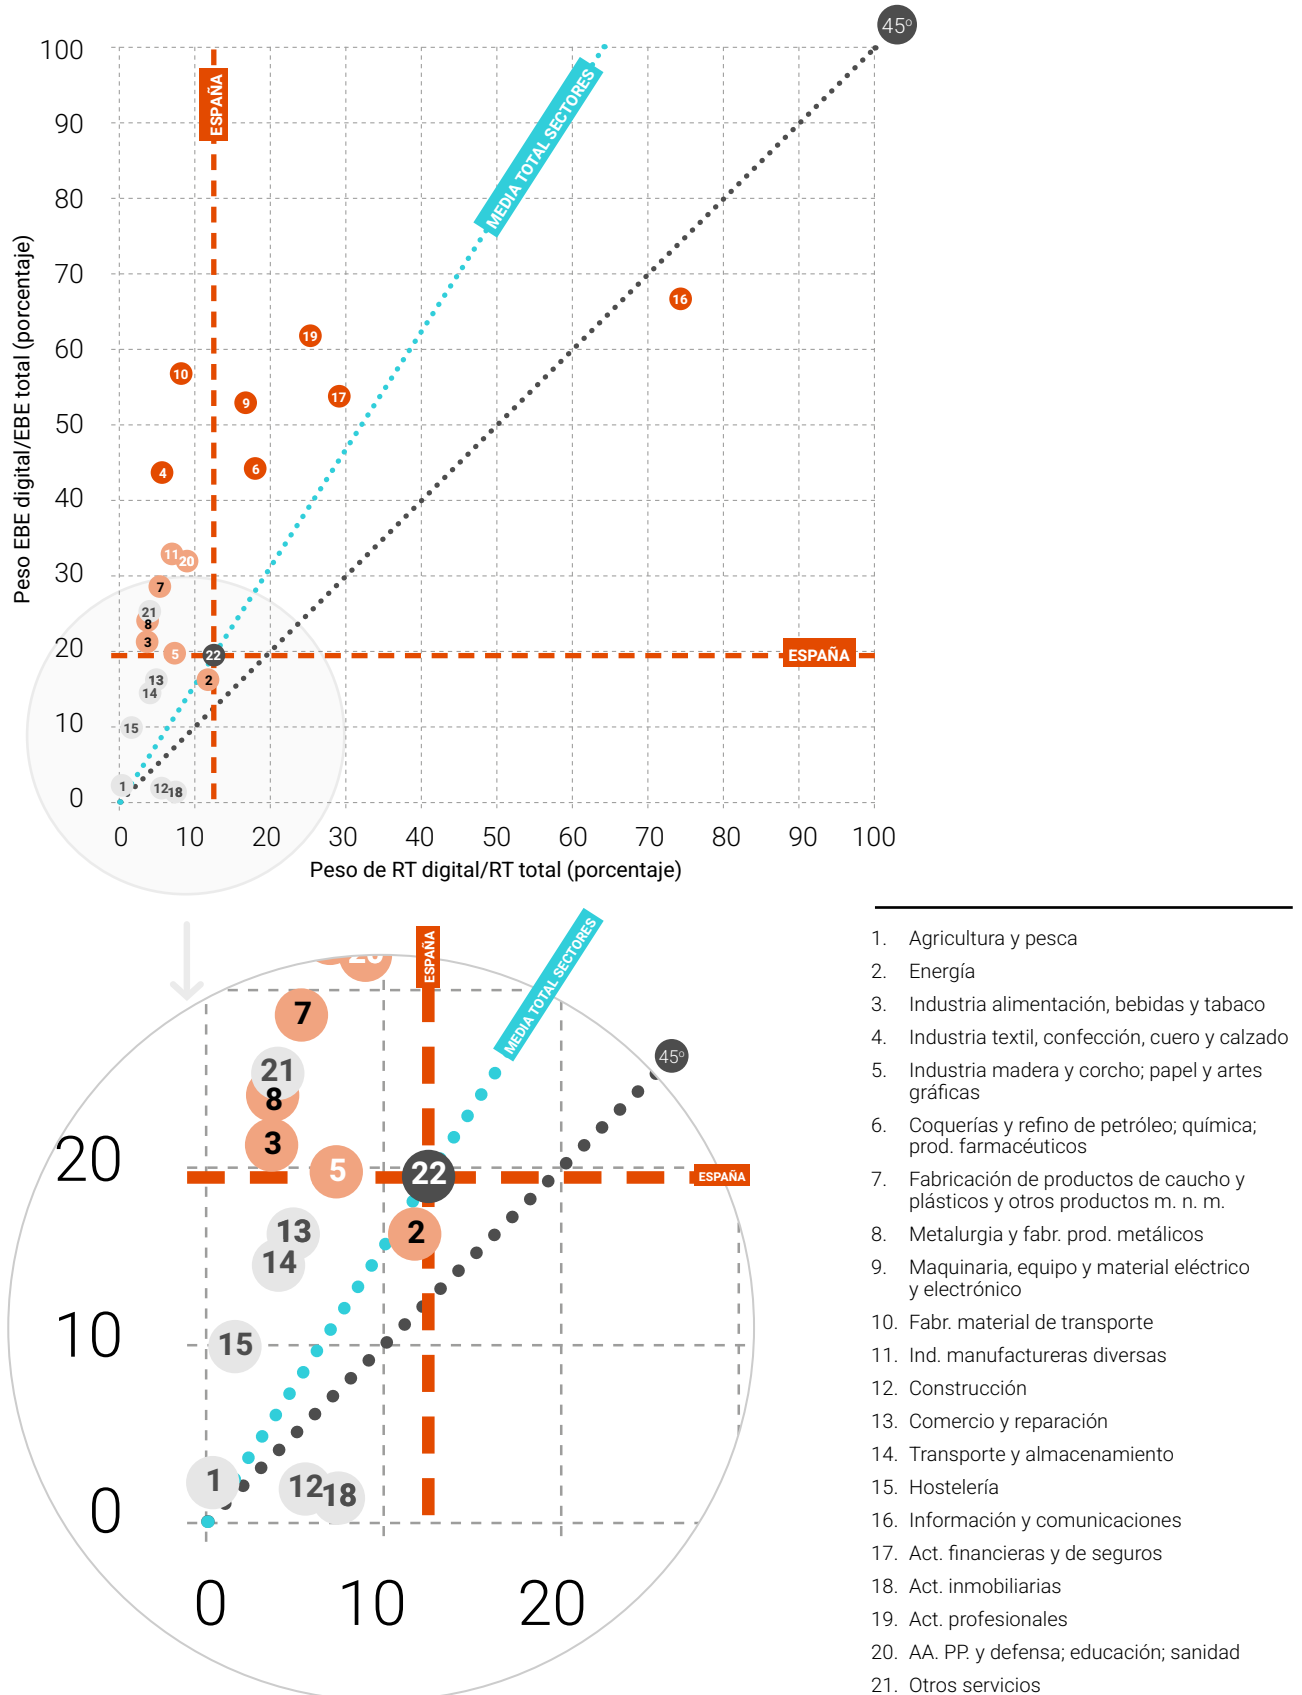 45º
100
ESPAÑA
MEDIA TOTAL SECTORES
90
80
Peso EBE digital/EBE total (porcentaje)
70
16
60
19
10
17
50
9
6
4
40
11
20
30
7
21
8
3
20
5
22
ESPAÑA
13
2
14
10
15
1
12
18
0
0 10 20 30 40 50 60 70 80 90 100
Peso de RT digital/RT total (porcentaje)
ESPAÑA
MEDIA TOTAL SECTORES
7
45º
21
8
3
20
5
22
ESPAÑA
13
2
14
10
15
1
12
18
0
0 10 20
1. Agricultura y pesca
2. Energía
3. Industria alimentación, bebidas y tabaco
4. Industria textil, confección, cuero y calzado
5. Industria madera y corcho; papel y artes
gráficas
6. Coquerías y refino de petróleo; química;
prod. farmacéuticos
7. Fabricación de productos de caucho y
plásticos y otros productos m. n. m.
8. Metalurgia y fabr. prod. metálicos
9. Maquinaria, equipo y material eléctrico
y electrónico
10. Fabr. material de transporte
11. Ind. manufactureras diversas
12. Construcción
13. Comercio y reparación
14. Transporte y almacenamiento
15. Hostelería
16. Información y comunicaciones
17. Act. financieras y de seguros
18. Act. inmobiliarias
19. Act. profesionales
20. AA. PP. y defensa; educación; sanidad
21. Otros servicios